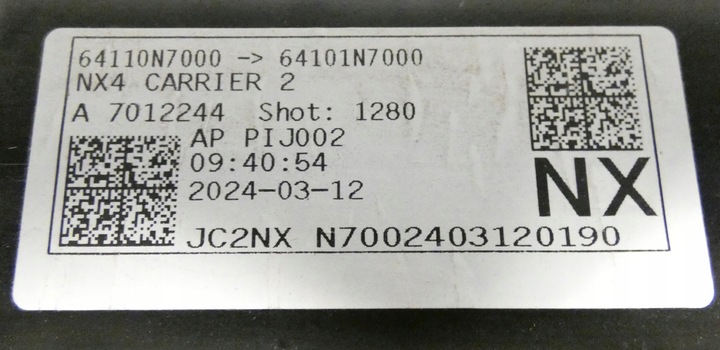 64110N7000 -> 64101N7000
NX4 CARRIER 2
A 7012244 Shot: 1280
AP PIJ002
09:40:54
2024-03-12
NX
JC2NX N7002403120190